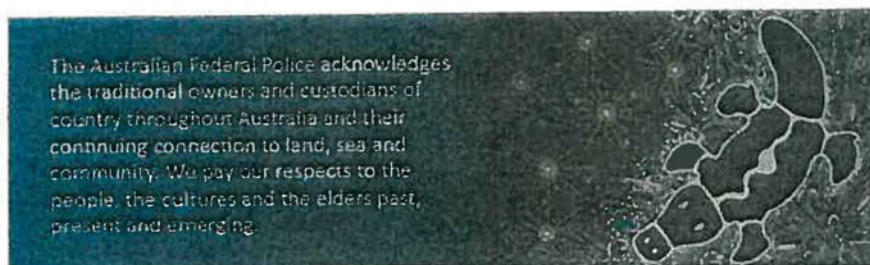 The Australian Federal Police acknowledges
the traditional owners and custodians of
country throughout Australia and their
continuing connection to land, sea and
community. We pay our respects to the
people, the cultures and the elders past,
present and emerging.